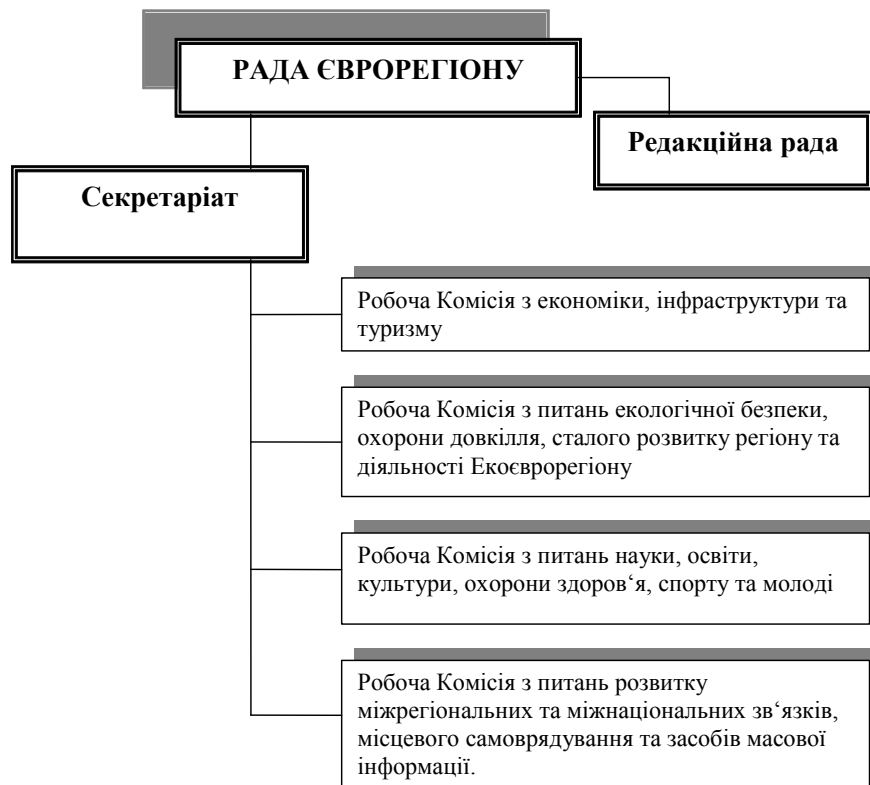 РАДА ЄВРОРЕГІОНУ
Редакційна рада
Секретаріат
Робоча Комісія з економіки, інфраструктури та
туризму
Робоча Комісія з питань екологічної безпеки,
охорони довкілля, сталого розвитку регіону та
діяльності Екоєврорегіону
Робоча Комісія з питань науки, освіти,
культури, охорони здоров‘я, спорту та молоді
Робоча Комісія з питань розвитку
міжрегіональних та міжнаціональних зв‘язків,
місцевого самоврядування та засобів масової
інформації.